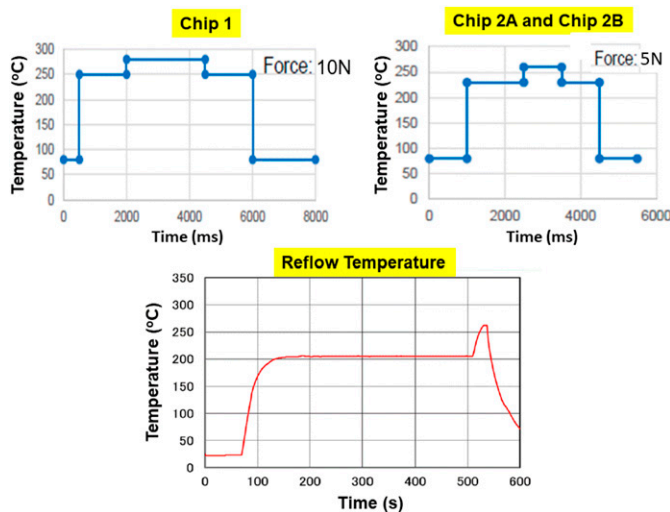 Chip 1
Force: 10N
Temperature (°C)
300
250
200
150
100
50
0
0 2000 4000 6000 8000
Time (ms)
Chip 2A and Chip 2B
Force: 5N
Temperature (°C)
300
250
200
150
100
50
0
0 2000 4000 6000
Time (ms)
Reflow Temperature
Temperature (°C)
350
300
250
200
150
100
50
0
0 100 200 300 400 500 600
Time (s)